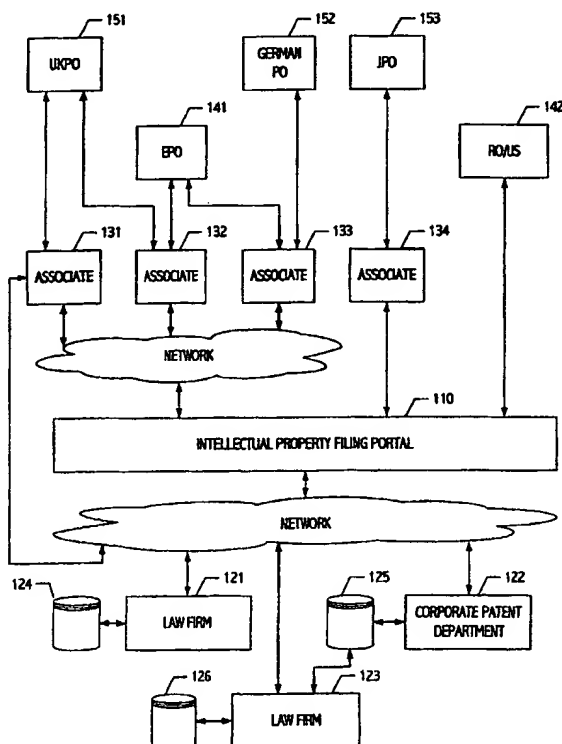 151
152
153
UKPO
GERMAN
PO
JPO
141
142
EPO
RO/US
131
132
133
134
ASSOCIATE
ASSOCIATE
ASSOCIATE
ASSOCIATE
NETWORK
110
INTELLECTUAL PROPERTY FILING PORTAL
NETWORK
124
121
125
122
LAW FIRM
CORPORATE PATENT
DEPARTMENT
126
123
LAW FIRM